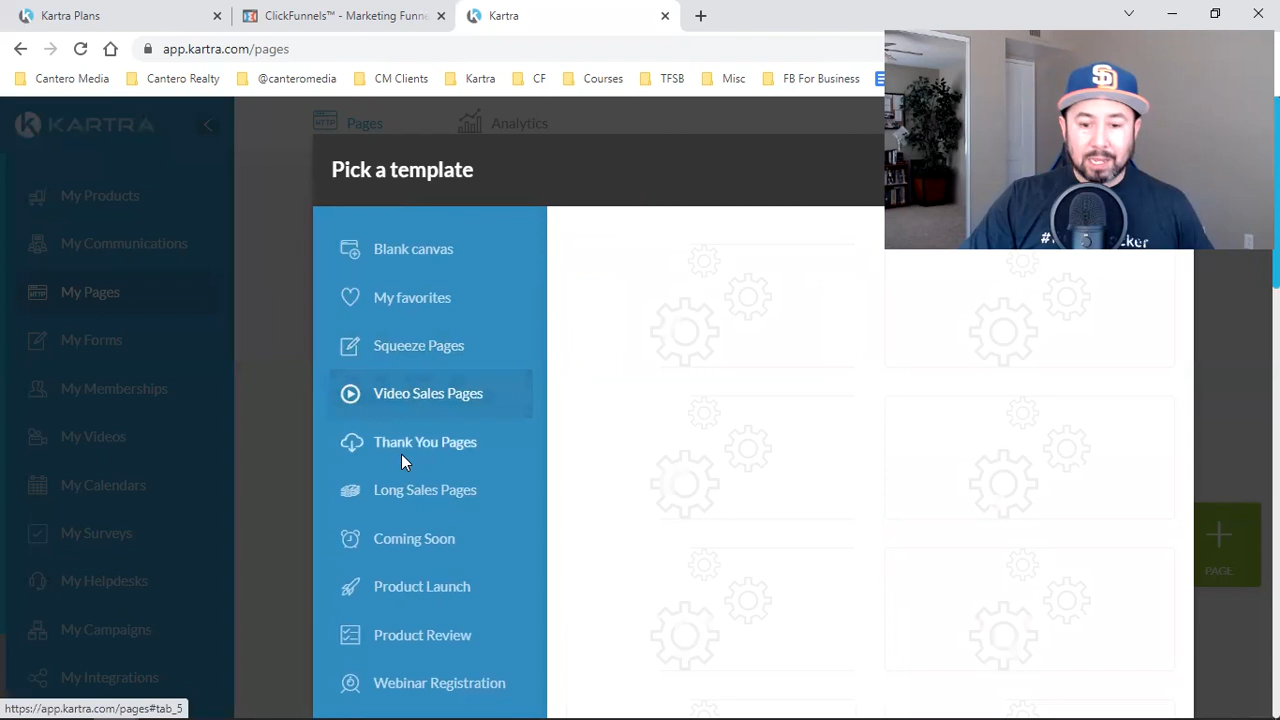 Kartra Plans
ClickFunnels™ - Marketing Funne
Kartra
app.kartra.com/pages
Cantero Media
Cantero Realty
@canteromedia
CM Clients
Kartra
CF
Courses
TFSB
Misc
FB For Business
KARTRA
Pages
Analytics
Pick a template
My Products
My Communications
My Pages
My Forms
My Memberships
My Videos
My Calendars
My Surveys
My Helpdesks
My Campaigns
My Integrations
Blank canvas
My favorites
Squeeze Pages
Video Sales Pages
Thank You Pages
Long Sales Pages
Coming Soon
Product Launch
Product Review
Webinar Registration
PAGE
SD
https://app.kartra.com/pages#tab_5